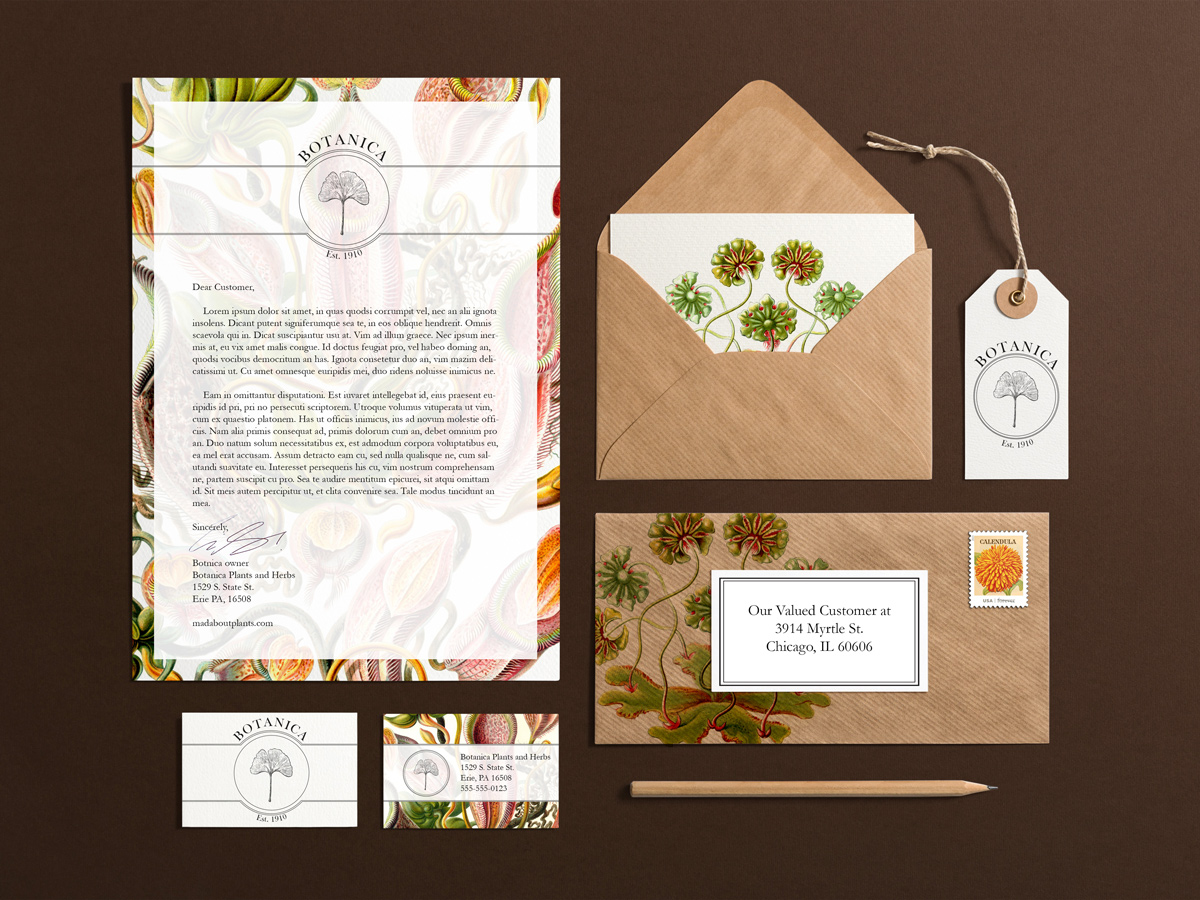 BOTANICA
Est. 1910
Dear Customer,
Lorem ipsum dolor sit amet, in quas quodsi corrumpit vel, nec an alii ignota
insolens. Dicant putent signiferumque sea te, in eos oblique hendrerit. Omnis
scaevola qui in. Dicat suscipiantur usu at. Vim ad illum graece. Nec ipsum iner-
mis at, eu vix amet malis congue. Id doctus feugiat pro, vel habeo doming an,
quodsi vocibus democritum an has. Ignota consetetur duo an, vim mazim deli-
catissimi ut. Cu amet omnesque euripidis mei, duo ridens noluisse inimicus ne.
Eam in omittantur disputationi. Est iuvaret intellegebat id, eius praesent eu-
ripidis id pri, pri no persecuti scriptorem. Utroque volumus vituperata ut vim,
cum ex quaestio platonem. Has ut officiis inimicus, ius ad novum molestie offi-
ciis. Nam alia primis consequat ad, primis dolorum cum an, debet omnium pro
an. Duo natum solum necessitatibus ex, est admodum corpora voluptatibus eu,
ea mel erat accusam. Assum detracto eam cu, sed nulla qualisque ne, cum sal-
utandi suavitate eu. Interesset persequeris his cu, vim nostrum comprehensam
ne, partem suscipit cu pro. Sea te audire mentitum epicurei, sit atqui omittam
id. Sit meis autem percipitur ut, et clita convenire sea. Tale modus tincidunt an
mea.
Sincerely,
Botnica owner
Botanica Plants and Herbs
1529 S. State St.
Erie PA, 16508
madaboutplants.com
BOTANICA
Est. 1910
Botanica Plants and Herbs
1529 S. State St.
Erie, PA 16508
555-555-0123
BOTANICA
Est. 1910
CALENDULA
USA
Our Valued Customer at
3914 Myrtle St.
Chicago, IL 60606